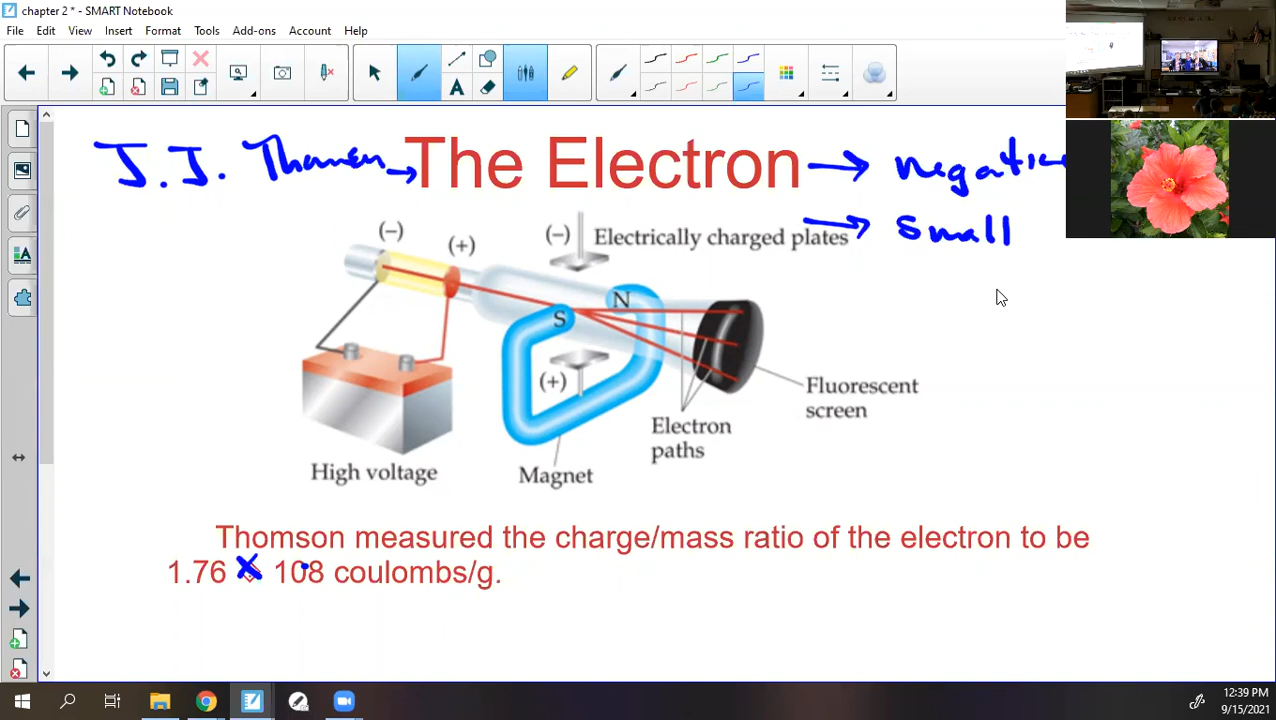 chapter 2 * - SMART Notebook
File Edit View Insert Format Tools Add-ons Account Help
J.J. Thomson → The Electron → negative
→ small
(-)
(+)
(-) Electrically charged plates
N
S
(+)
Fluorescent
screen
Electron
paths
High voltage
Magnet
Thomson measured the charge/mass ratio of the electron to be
1.76 × 108 coulombs/g.
12:39 PM
9/15/2021